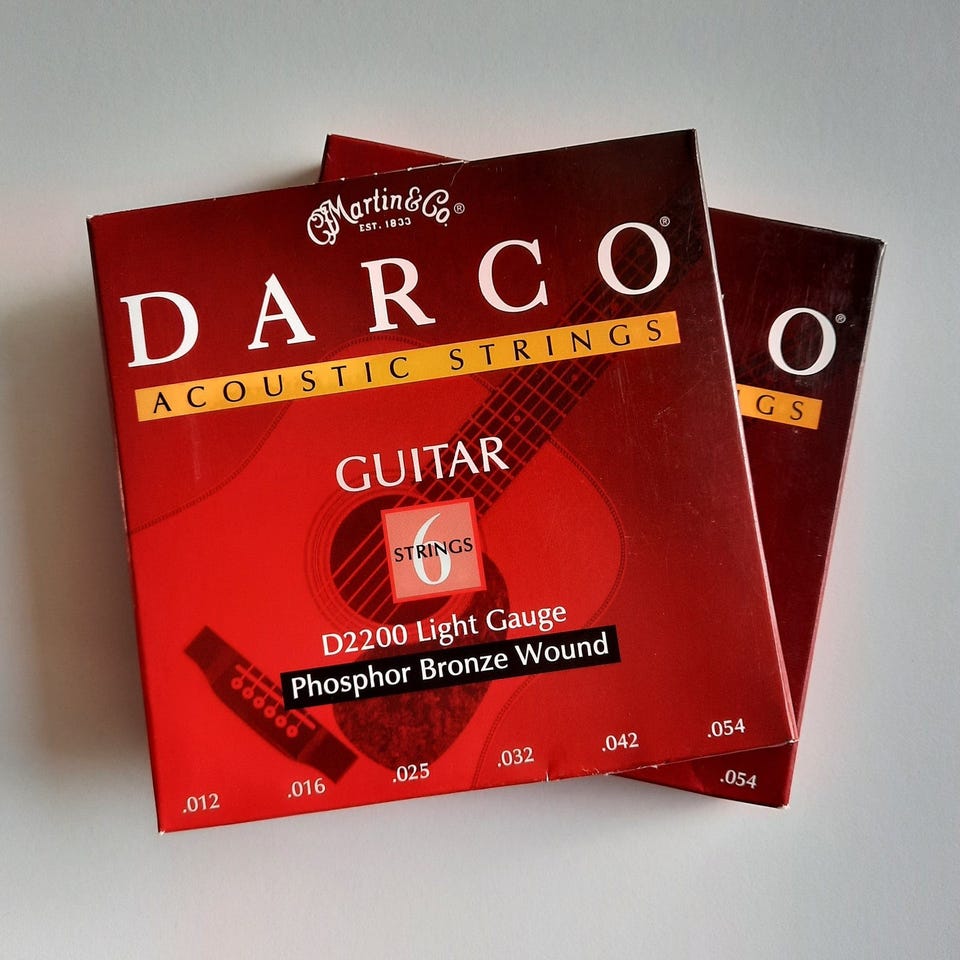 Martin & Co.®
EST. 1833
DARCO®
ACOUSTIC STRINGS
GUITAR
6
STRINGS
D2200 Light Gauge
Phosphor Bronze Wound
.012 .016 .025 .032 .042 .054
O®
NGS
.054